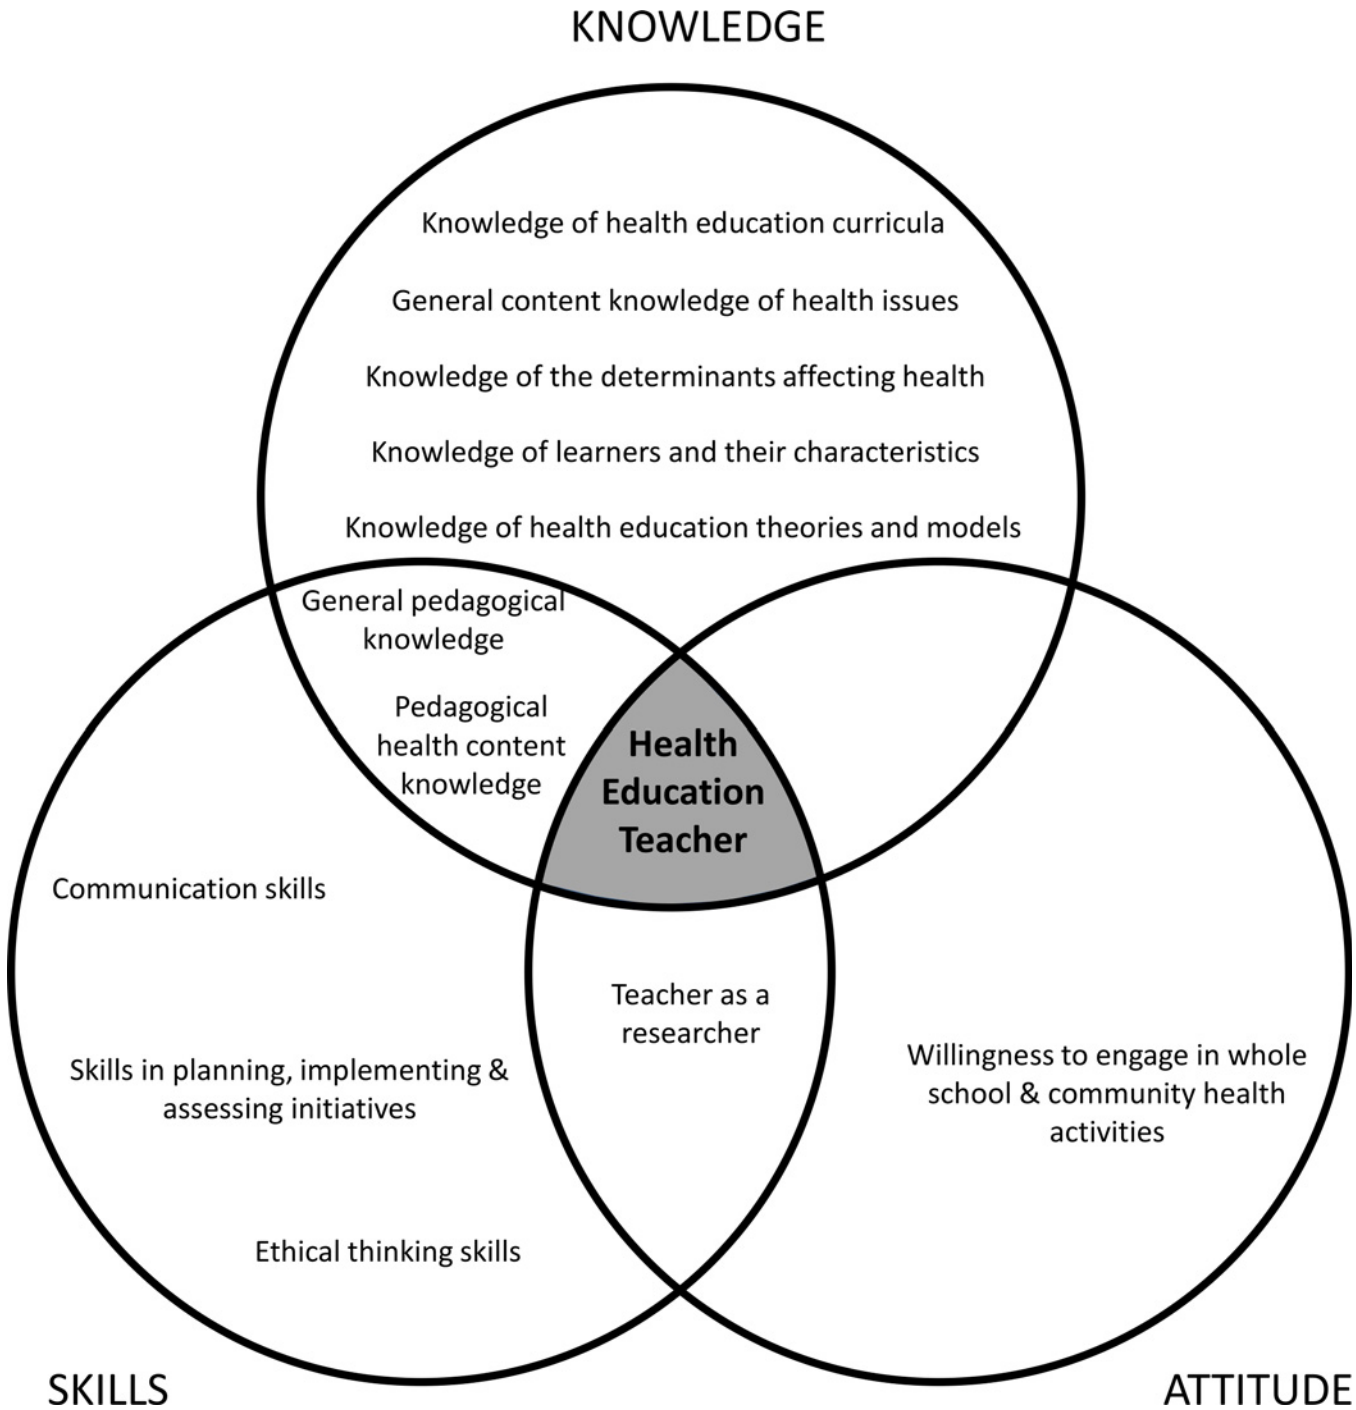 KNOWLEDGE
Knowledge of health education curricula
General content knowledge of health issues
Knowledge of the determinants affecting health
Knowledge of learners and their characteristics
Knowledge of health education theories and models
General pedagogical
knowledge
Pedagogical
health content
knowledge
Health
Education
Teacher
Communication skills
Teacher as a
researcher
Skills in planning, implementing &
assessing initiatives
Willingness to engage in whole
school & community health
activities
Ethical thinking skills
SKILLS
ATTITUDE